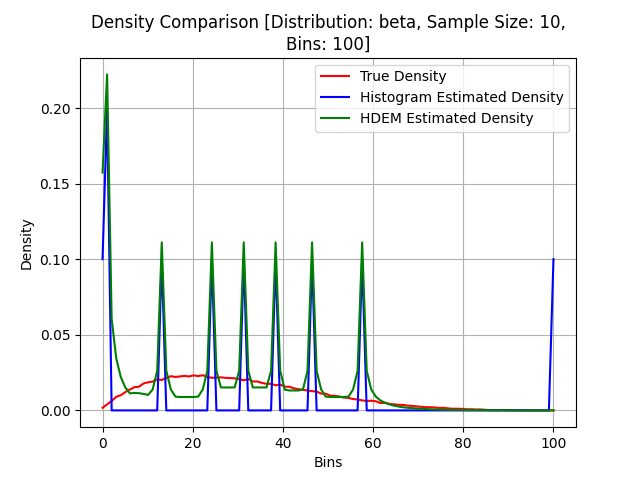 Density Comparison [Distribution: beta, Sample Size: 10,
Bins: 100]
True Density
Histogram Estimated Density
HDEM Estimated Density
Density
0.20
0.15
0.10
0.05
0.00
0 20 40 60 80 100
Bins